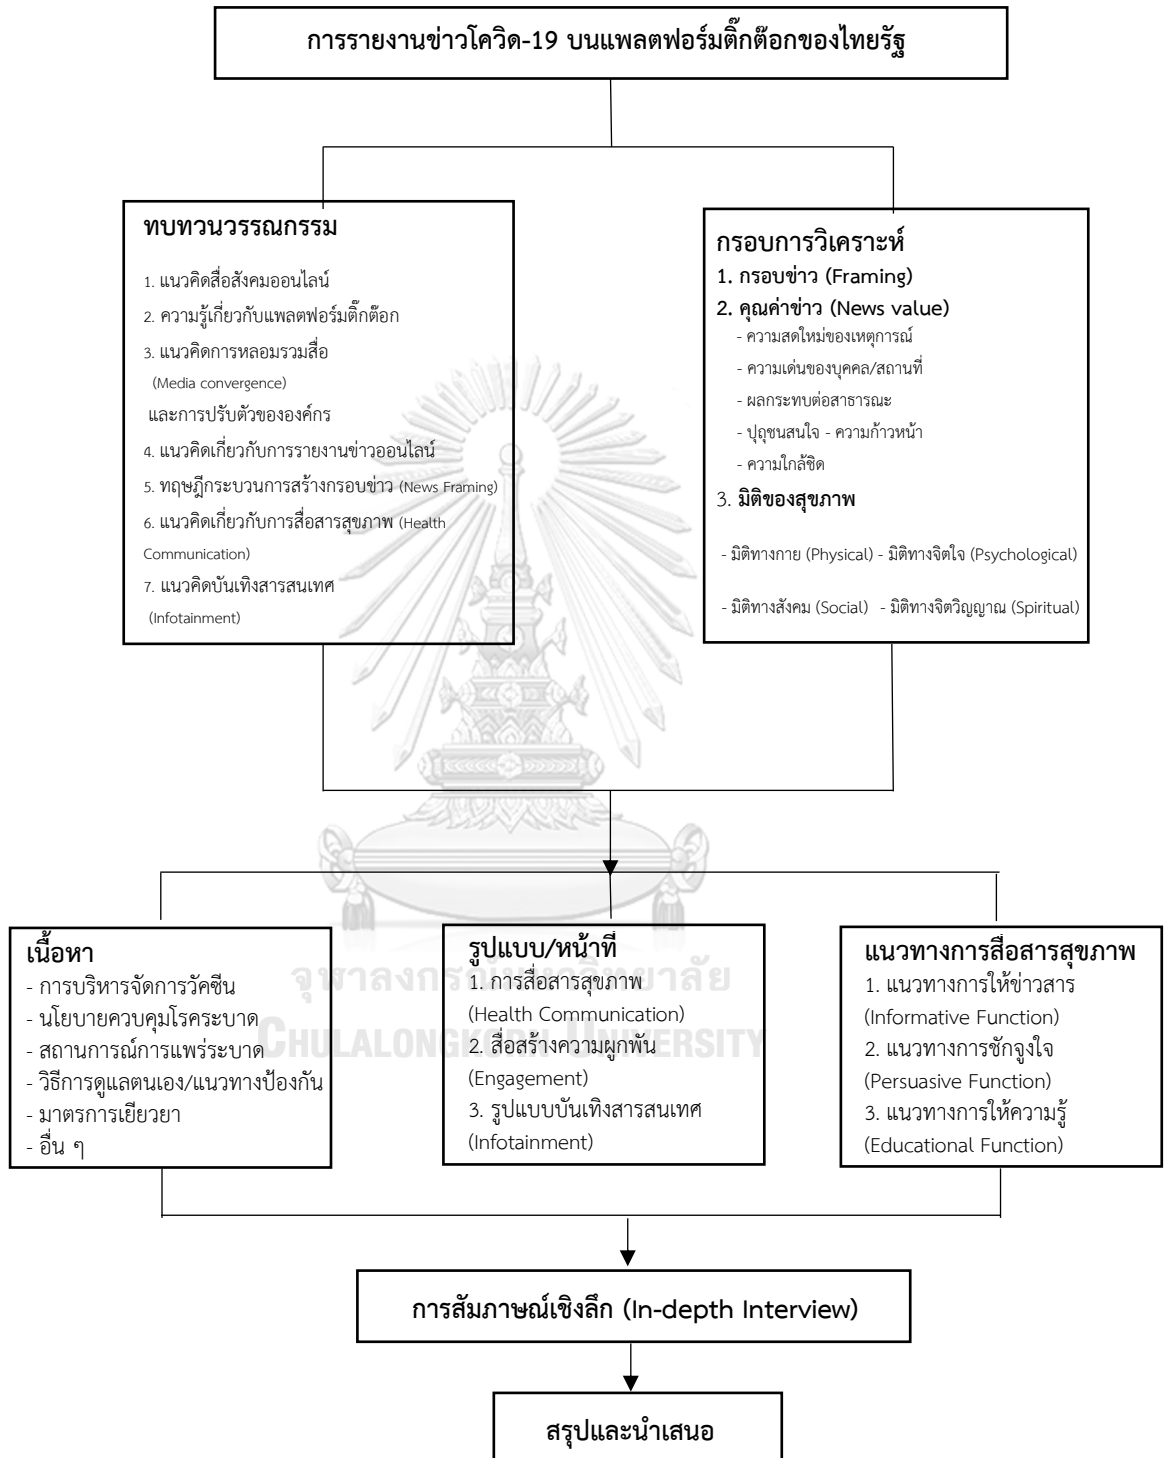 การรายงานข่าวโควิด-19 บนแพลตฟอร์มติ๊กต๊อกของไทยรัฐ
ทบทวนวรรณกรรม
1. แนวคิดสื่อสังคมออนไลน์
2. ความรู้เกี่ยวกับแพลตฟอร์มติ๊กต๊อก
3. แนวคิดการหลอมรวมสื่อ
(Media convergence)
และการปรับตัวขององค์กร
4. แนวคิดเกี่ยวกับการรายงานข่าวออนไลน์
5. ทฤษฎีกระบวนการสร้างกรอบข่าว (News Framing)
6. แนวคิดเกี่ยวกับการสื่อสารสุขภาพ (Health
Communication)
7. แนวคิดบันเทิงสารสนเทศ
(Infotainment)
กรอบการวิเคราะห์
1. กรอบข่าว (Framing)
2. คุณค่าข่าว (News value)
- ความสดใหม่ของเหตุการณ์
- ความเด่นของบุคคล/สถานที่
- ผลกระทบต่อสาธารณะ
- ปุถุชนสนใจ - ความก้าวหน้า
- ความใกล้ชิด
3. มิติของสุขภาพ
- มิติทางกาย (Physical) - มิติทางจิตใจ (Psychological)
- มิติทางสังคม (Social) - มิติทางจิตวิญญาณ (Spiritual)
เนื้อหา
- การบริหารจัดการวัคซีน
- นโยบายควบคุมโรคระบาด
- สถานการณ์การแพร่ระบาด
- วิธีการดูแลตนเอง/แนวทางป้องกัน
- มาตรการเยียวยา
- อื่น ๆ
รูปแบบ/หน้าที่
1. การสื่อสารสุขภาพ
(Health Communication)
2. สื่อสร้างความผูกพัน
(Engagement)
3. รูปแบบบันเทิงสารสนเทศ
(Infotainment)
แนวทางการสื่อสารสุขภาพ
1. แนวทางการให้ข่าวสาร
(Informative Function)
2. แนวทางการชักจูงใจ
(Persuasive Function)
3. แนวทางการให้ความรู้
(Educational Function)
จุฬาลงกรณ์มหาวิทยาลัย
CHULALONGKORN UNIVERSITY
การสัมภาษณ์เชิงลึก (In-depth Interview)
สรุปและนำเสนอ